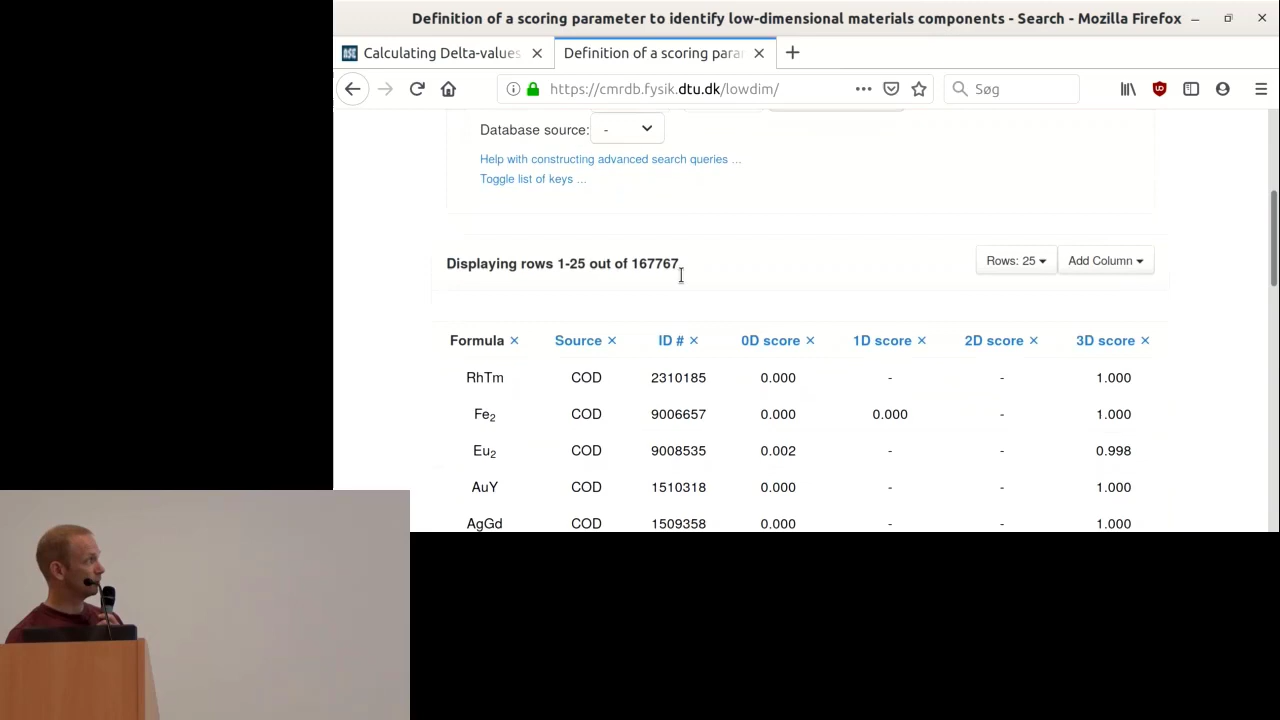 Definition of a scoring parameter to identify low-dimensional materials components - Search - Mozilla Firefox
Calculating Delta-values
Definition of a scoring para
https://cmrdb.fysik.dtu.dk/lowdim/
Søg
Database source: -
Help with constructing advanced search queries ...
Toggle list of keys ...
Displaying rows 1-25 out of 167767
Rows: 25
Add Column
Formula × Source × ID # × 0D score × 1D score × 2D score × 3D score ×
RhTm COD 2310185 0.000 - - 1.000
Fe₂ COD 9006657 0.000 0.000 - 1.000
Eu₂ COD 9008535 0.002 - - 0.998
AuY COD 1510318 0.000 - - 1.000
AgGd COD 1509358 0.000 - - 1.000